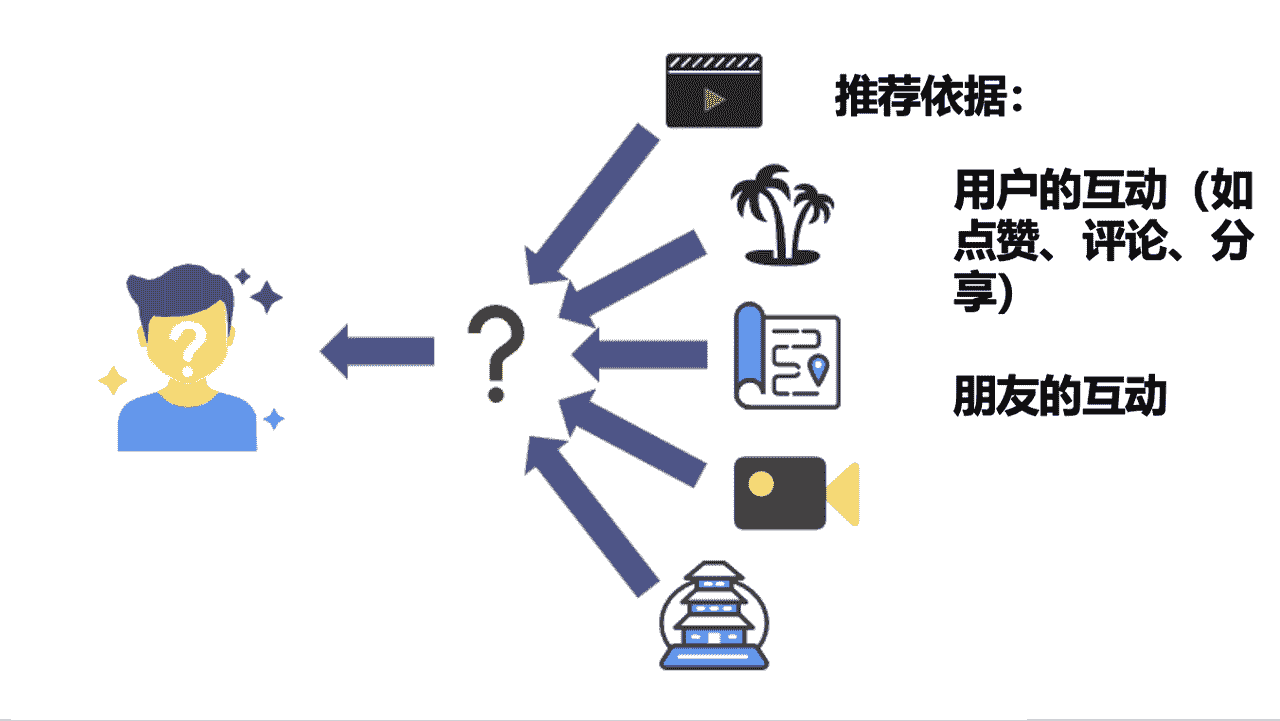 推荐依据：
用户的互动（如
点赞、评论、分
享）
朋友的互动
?
?